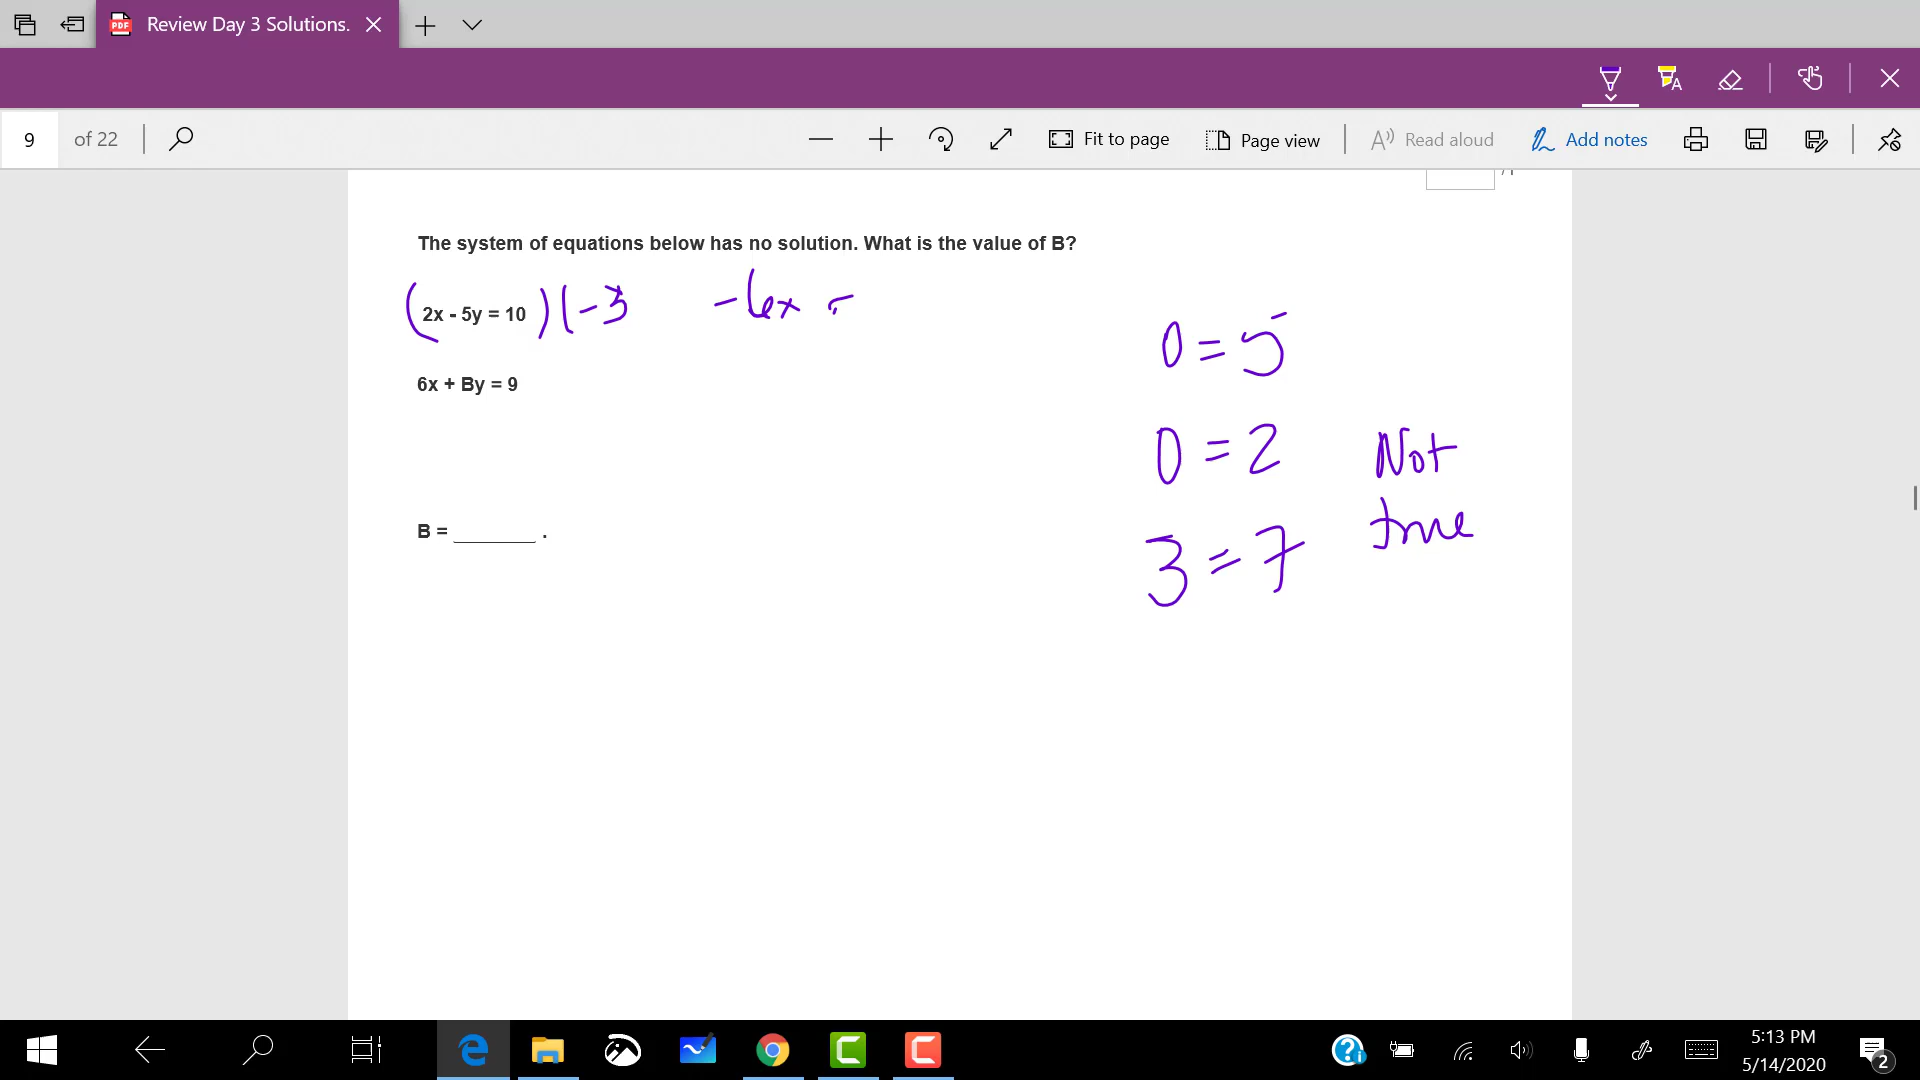 Review Day 3 Solutions.
9 of 22
Fit to page
Page view
Read aloud
Add notes
The system of equations below has no solution. What is the value of B?
(2x - 5y = 10)(-3
-6x
6x + By = 9
B = ________ .
0 = 5
0 = 2
3 = 7
Not
true
5:13 PM
5/14/2020
2